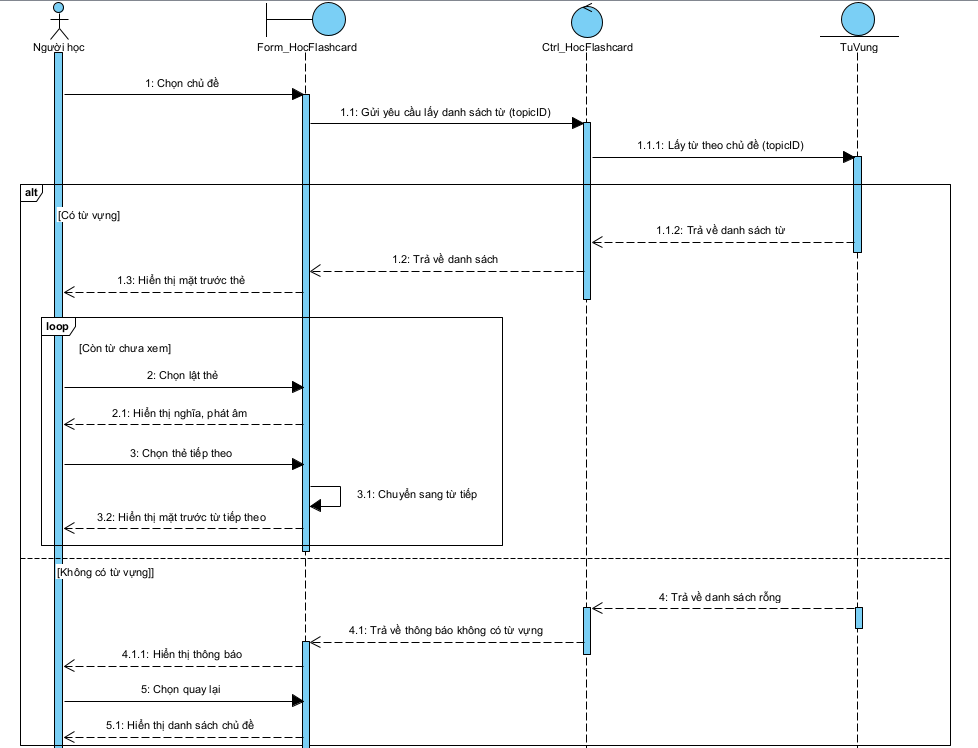 Người học
Form_HocFlashcard
Ctrl_HocFlashcard
TuVung
1: Chọn chủ đề
1.1: Gửi yêu cầu lấy danh sách từ (topicID)
1.1.1: Lấy từ theo chủ đề (topicID)
alt
[Có từ vựng]
1.1.2: Trả về danh sách từ
1.2: Trả về danh sách
1.3: Hiển thị mặt trước thẻ
loop
[Còn từ chưa xem]
2: Chọn lật thẻ
2.1: Hiển thị nghĩa, phát âm
3: Chọn thẻ tiếp theo
3.1: Chuyển sang từ tiếp
3.2: Hiển thị mặt trước từ tiếp theo
[Không có từ vựng]]
4: Trả về danh sách rỗng
4.1: Trả về thông báo không có từ vựng
4.1.1: Hiển thị thông báo
5: Chọn quay lại
5.1: Hiển thị danh sách chủ đề